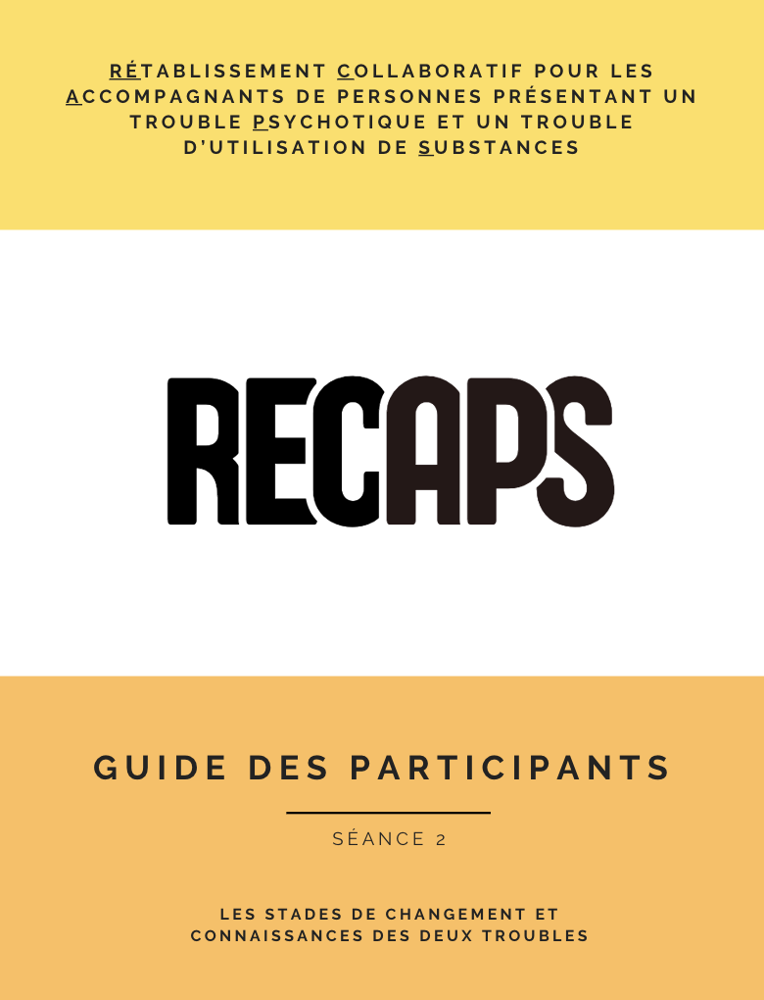 RÉTABLISSEMENT COLLABORATIF POUR LES
ACCOMPAGNANTS DE PERSONNES PRÉSENTANT UN
TROUBLE PSYCHOTIQUE ET UN TROUBLE
D'UTILISATION DE SUBSTANCES
RECAPS
GUIDE DES PARTICIPANTS
SÉANCE 2
LES STADES DE CHANGEMENT ET
CONNAISSANCES DES DEUX TROUBLES